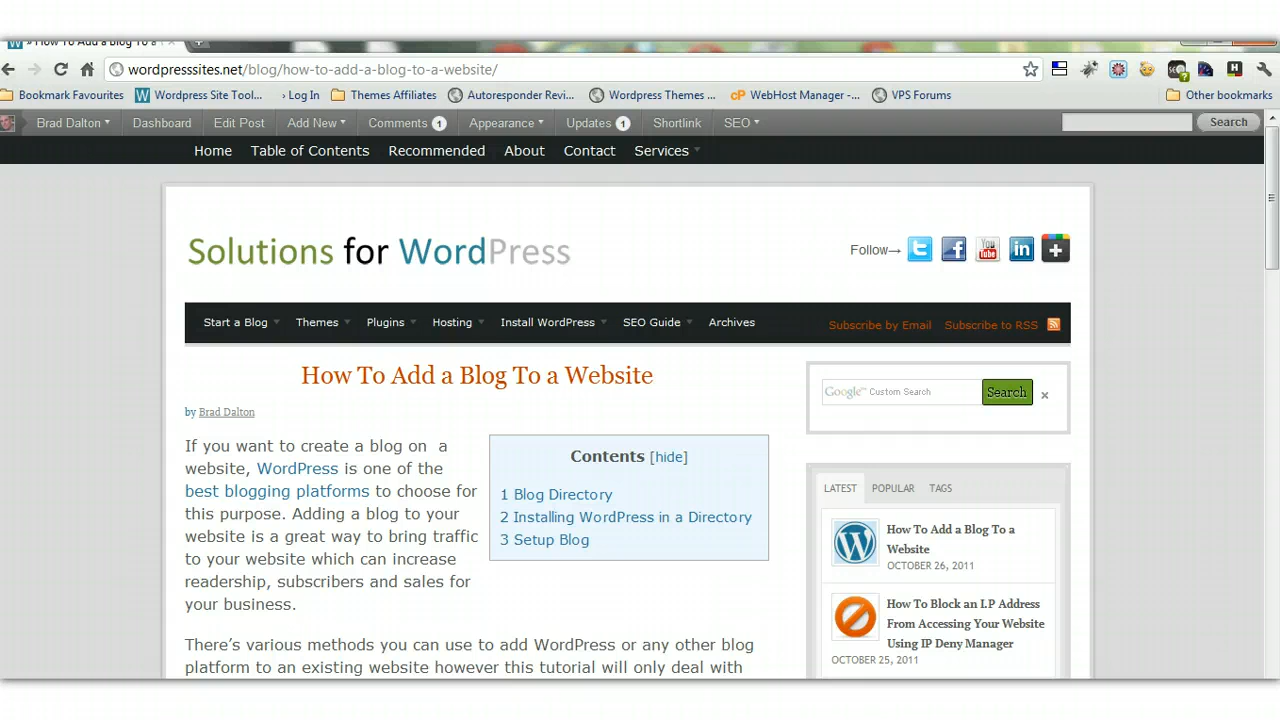 How To Add a Blog To a
wordpresssites.net/blog/how-to-add-a-blog-to-a-website/
Bookmark Favourites Wordpress Site Tool... › Log In Themes Affiliates Autoresponder Revi... Wordpress Themes ... cP WebHost Manager -... VPS Forums Other bookmarks
Brad Dalton Dashboard Edit Post Add New Comments 1 Appearance Updates 1 Shortlink SEO Search
Home Table of Contents Recommended About Contact Services
Solutions for WordPress
Follow→
Start a Blog Themes Plugins Hosting Install WordPress SEO Guide Archives
Subscribe by Email Subscribe to RSS
How To Add a Blog To a Website
by Brad Dalton
If you want to create a blog on a
website, WordPress is one of the
best blogging platforms to choose for
this purpose. Adding a blog to your
website is a great way to bring traffic
to your website which can increase
readership, subscribers and sales for
your business.
Contents [hide]
1 Blog Directory
2 Installing WordPress in a Directory
3 Setup Blog
There's various methods you can use to add WordPress or any other blog
platform to an existing website however this tutorial will only deal with
Google™ Custom Search Search ×
LATEST POPULAR TAGS
How To Add a Blog To a
Website
OCTOBER 26, 2011
How To Block an I.P Address
From Accessing Your Website
Using IP Deny Manager
OCTOBER 25, 2011